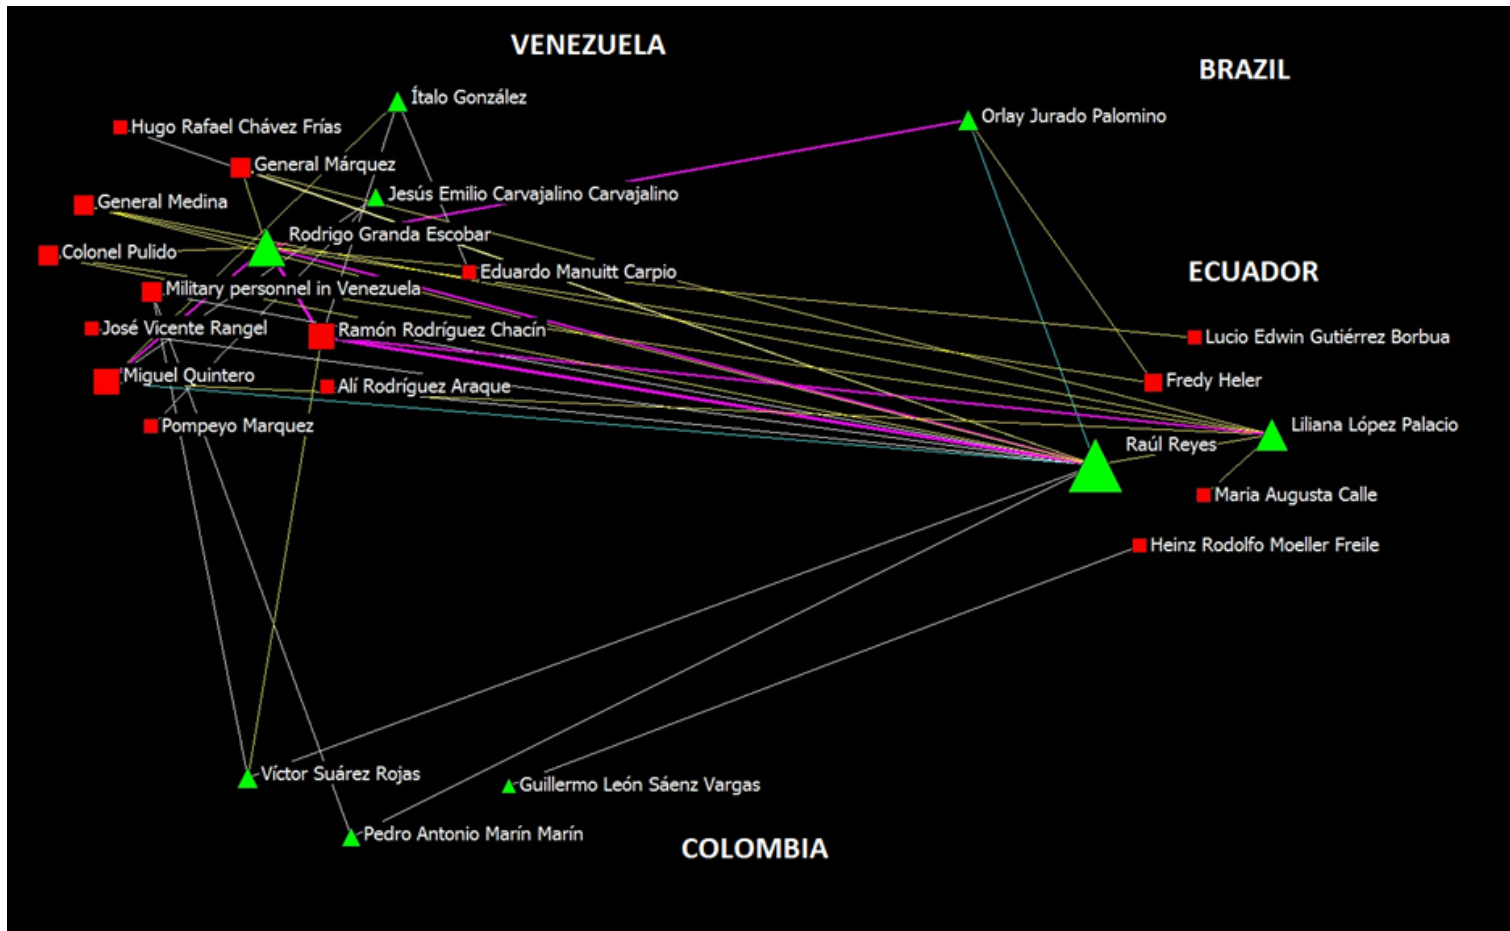 VENEZUELA
BRAZIL
Ítalo González
Orlay Jurado Palomino
Hugo Rafael Chávez Frías
General Márquez
Jesús Emilio Carvajalino Carvajalino
General Medina
Rodrigo Granda Escobar
Colonel Pulido
Eduardo Manuitt Carpio
ECUADOR
Military personnel in Venezuela
José Vicente Rangel
Ramón Rodríguez Chacín
Lucio Edwin Gutiérrez Borbua
Miguel Quintero
Alí Rodríguez Araque
Fredy Heler
Pompeyo Marquez
Liliana López Palacio
Raúl Reyes
Maria Augusta Calle
Heinz Rodolfo Moeller Freile
Víctor Suárez Rojas
Guillermo León Sáenz Vargas
Pedro Antonio Marín Marín
COLOMBIA